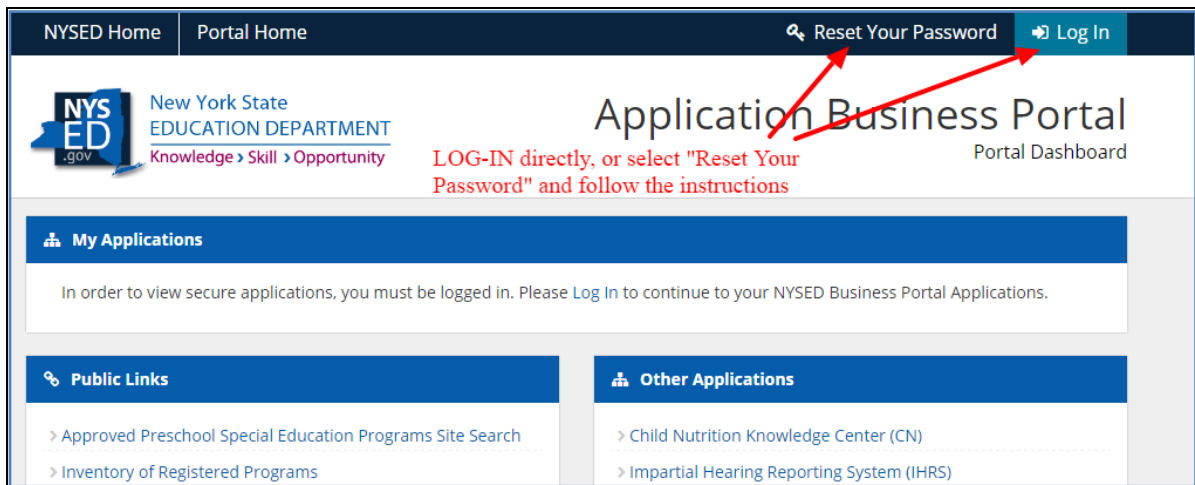 NYSED Home Portal Home Reset Your Password Log In
NYS
ED
.gov
New York State
EDUCATION DEPARTMENT
Knowledge › Skill › Opportunity
Application Business Portal
Portal Dashboard
LOG-IN directly, or select "Reset Your
Password" and follow the instructions
My Applications
In order to view secure applications, you must be logged in. Please Log In to continue to your NYSED Business Portal Applications.
Public Links
> Approved Preschool Special Education Programs Site Search
> Inventory of Registered Programs
Other Applications
> Child Nutrition Knowledge Center (CN)
> Impartial Hearing Reporting System (IHRS)